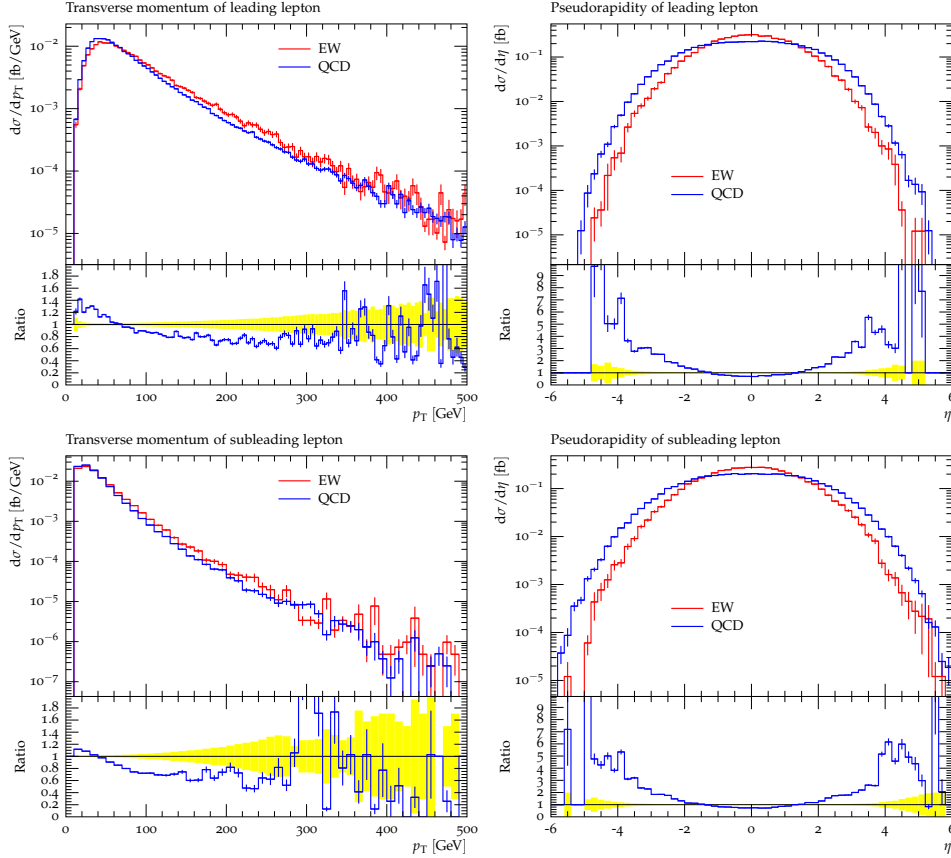 Transverse momentum of leading lepton
dσ/dp_T [fb/GeV]
10^−2
10^−3
10^−4
10^−5
EW
QCD
Ratio
1.8
1.6
1.4
1.2
1
0.8
0.6
0.4
0.2
0
0 100 200 300 400 500
p_T [GeV]
Pseudorapidity of leading lepton
dσ/dη [fb]
10^−1
10^−2
10^−3
10^−4
10^−5
EW
QCD
Ratio
9
8
7
6
5
4
3
2
1
0
-6 -4 -2 0 2 4 6
η
Transverse momentum of subleading lepton
dσ/dp_T [fb/GeV]
10^−2
10^−3
10^−4
10^−5
10^−6
10^−7
EW
QCD
Ratio
1.8
1.6
1.4
1.2
1
0.8
0.6
0.4
0.2
0
0 100 200 300 400 500
p_T [GeV]
Pseudorapidity of subleading lepton
dσ/dη [fb]
10^−1
10^−2
10^−3
10^−4
10^−5
EW
QCD
Ratio
9
8
7
6
5
4
3
2
1
0
-6 -4 -2 0 2 4 6
η